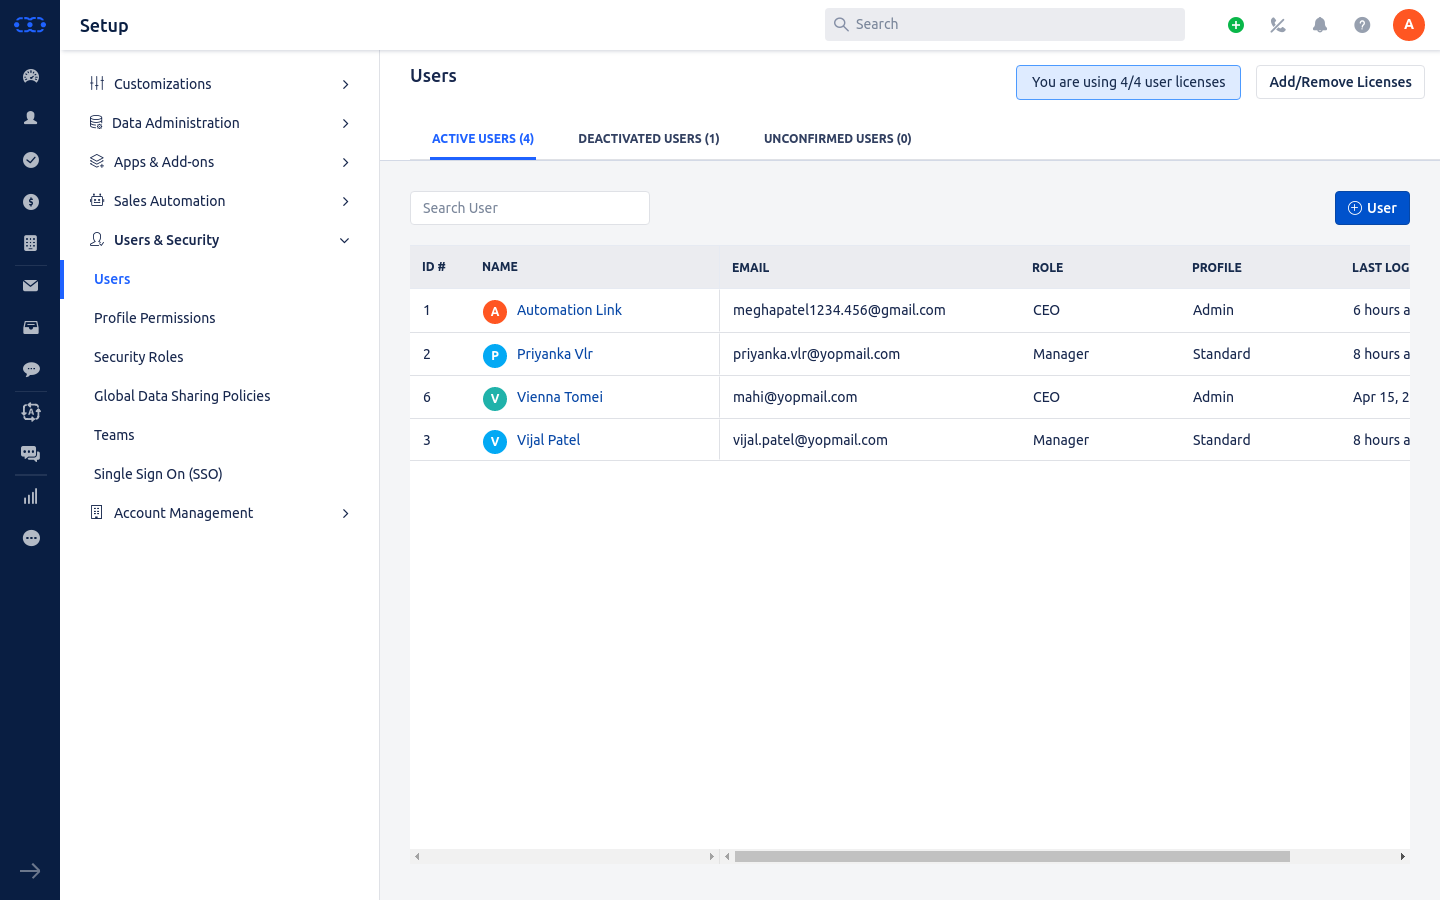 Setup
Search
A
Customizations
Data Administration
Apps & Add-ons
Sales Automation
Users & Security
Users
Profile Permissions
Security Roles
Global Data Sharing Policies
Teams
Single Sign On (SSO)
Account Management
Users
You are using 4/4 user licenses
Add/Remove Licenses
ACTIVE USERS (4)
DEACTIVATED USERS (1)
UNCONFIRMED USERS (0)
Search User
User
ID # NAME EMAIL ROLE PROFILE LAST LOG
1 A Automation Link meghapatel1234.456@gmail.com CEO Admin 6 hours a
2 P Priyanka Vlr priyanka.vlr@yopmail.com Manager Standard 8 hours a
6 V Vienna Tomei mahi@yopmail.com CEO Admin Apr 15, 2
3 V Vijal Patel vijal.patel@yopmail.com Manager Standard 8 hours a